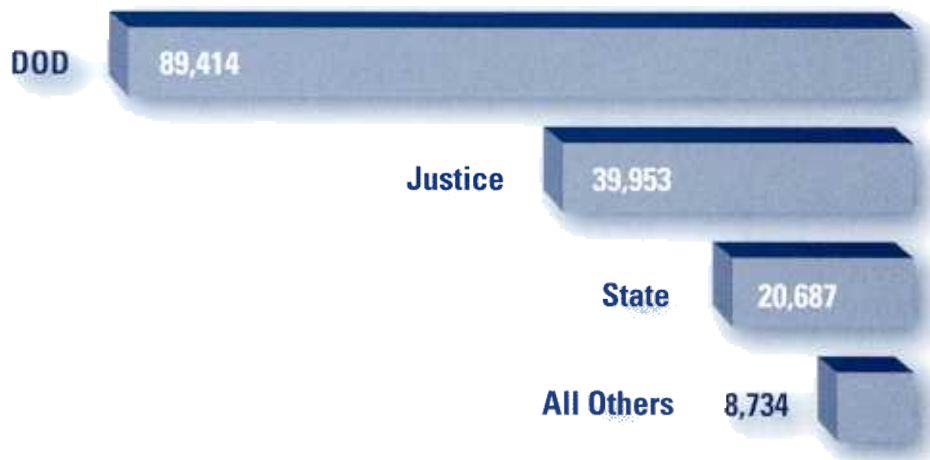 DOD 89,414
Justice 39,953
State 20,687
All Others 8,734